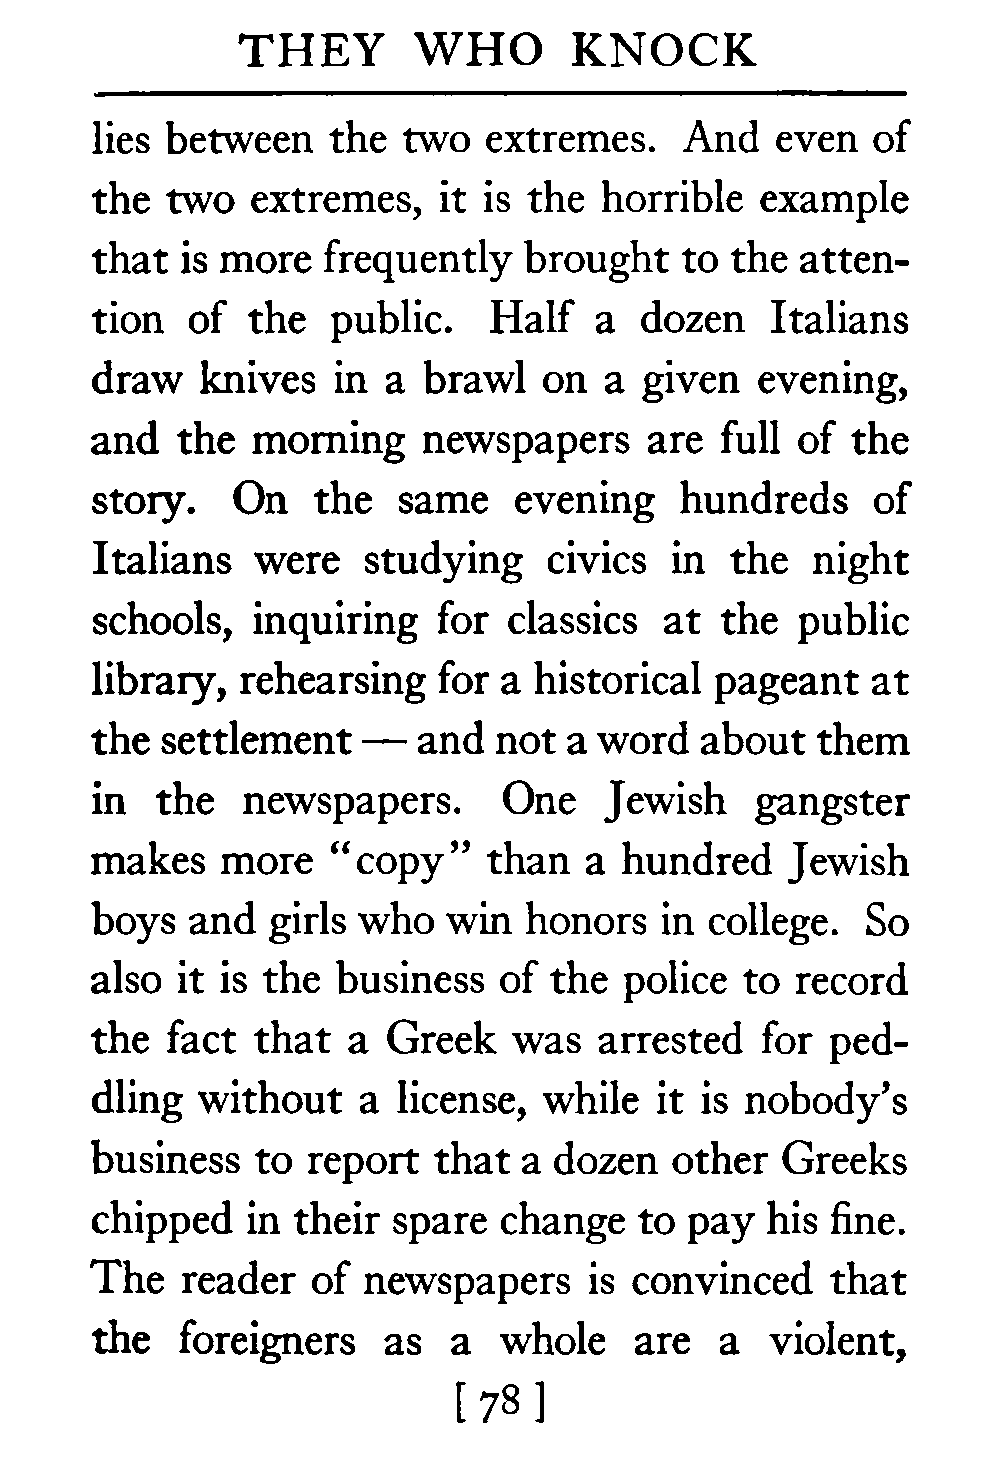 THEY WHO KNOCK
lies between the two extremes. And even of
the two extremes, it is the horrible example
that is more frequently brought to the atten-
tion of the public. Half a dozen Italians
draw knives in a brawl on a given evening,
and the morning newspapers are full of the
story. On the same evening hundreds of
Italians were studying civics in the night
schools, inquiring for classics at the public
library, rehearsing for a historical pageant at
the settlement — and not a word about them
in the newspapers. One Jewish gangster
makes more “copy” than a hundred Jewish
boys and girls who win honors in college. So
also it is the business of the police to record
the fact that a Greek was arrested for ped-
dling without a license, while it is nobody’s
business to report that a dozen other Greeks
chipped in their spare change to pay his fine.
The reader of newspapers is convinced that
the foreigners as a whole are a violent,
[ 78 ]